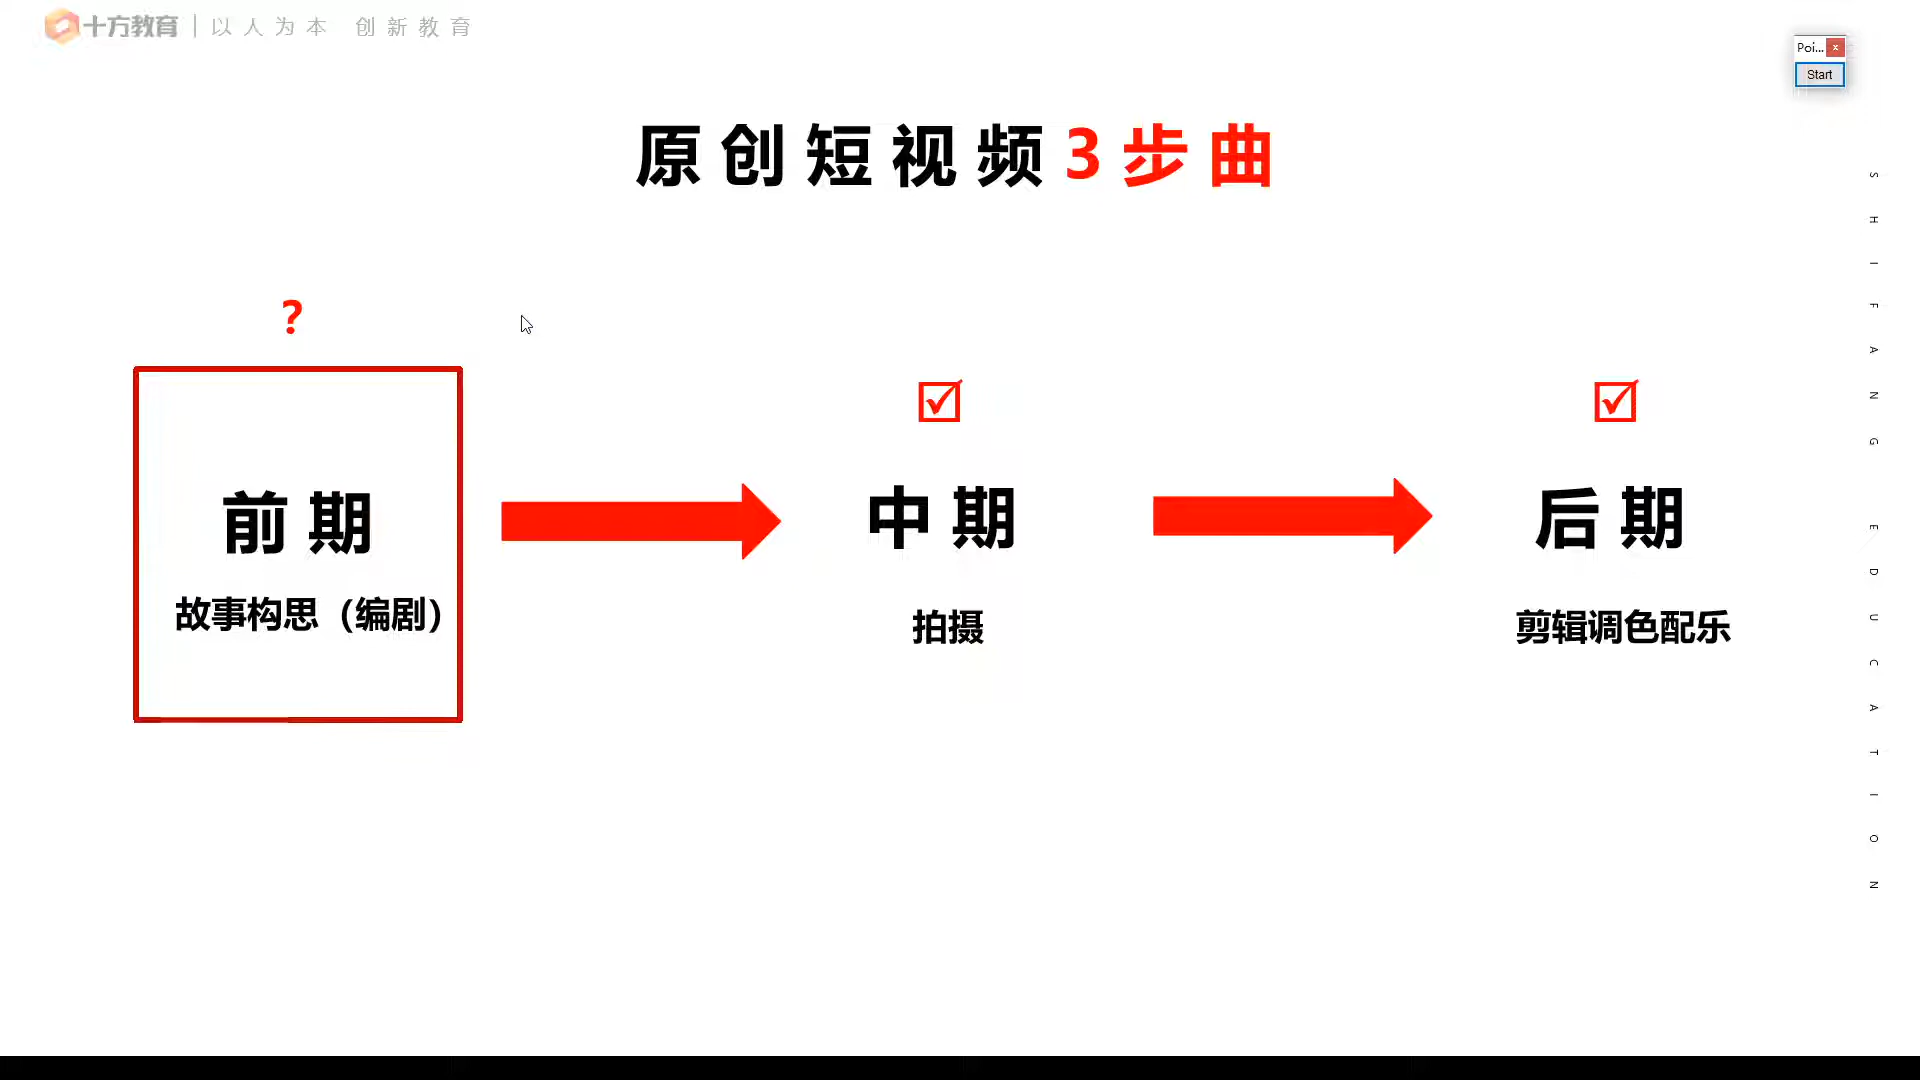 十方教育｜以人为本 创新教育
Poi...
Start
原创短视频3步曲
?
前期
中期
后期
故事构思（编剧）
拍摄
剪辑调色配乐
SHIFANG EDUCATION